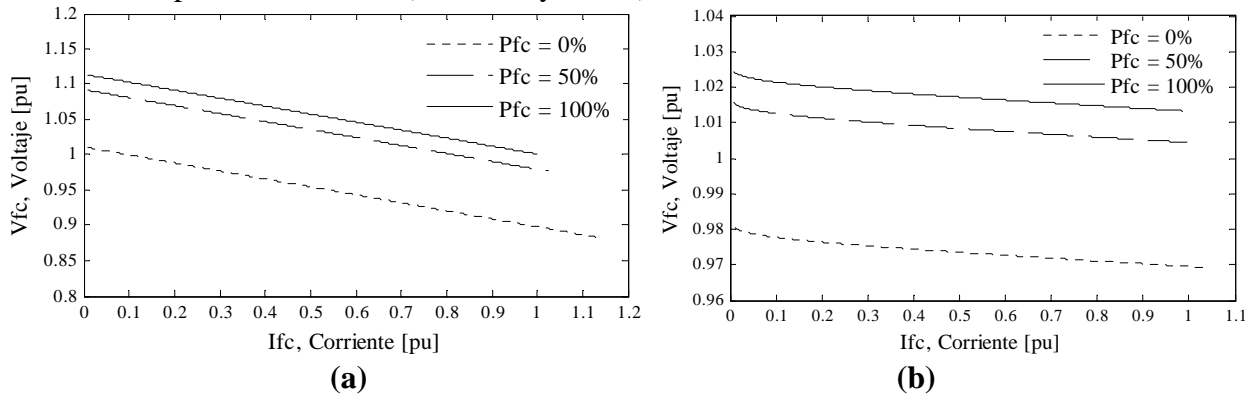 1.2
1.15
1.1
1.05
1
0.95
0.9
0.85
0.8
Vfc, Voltaje [pu]
Pfc = 0%
Pfc = 50%
Pfc = 100%
0 0.1 0.2 0.3 0.4 0.5 0.6 0.7 0.8 0.9 1 1.1 1.2
Ifc, Corriente [pu]
(a)
1.04
1.03
1.02
1.01
1
0.99
0.98
0.97
0.96
Vfc, Voltaje [pu]
Pfc = 0%
Pfc = 50%
Pfc = 100%
0 0.1 0.2 0.3 0.4 0.5 0.6 0.7 0.8 0.9 1 1.1
Ifc, Corriente [pu]
(b)